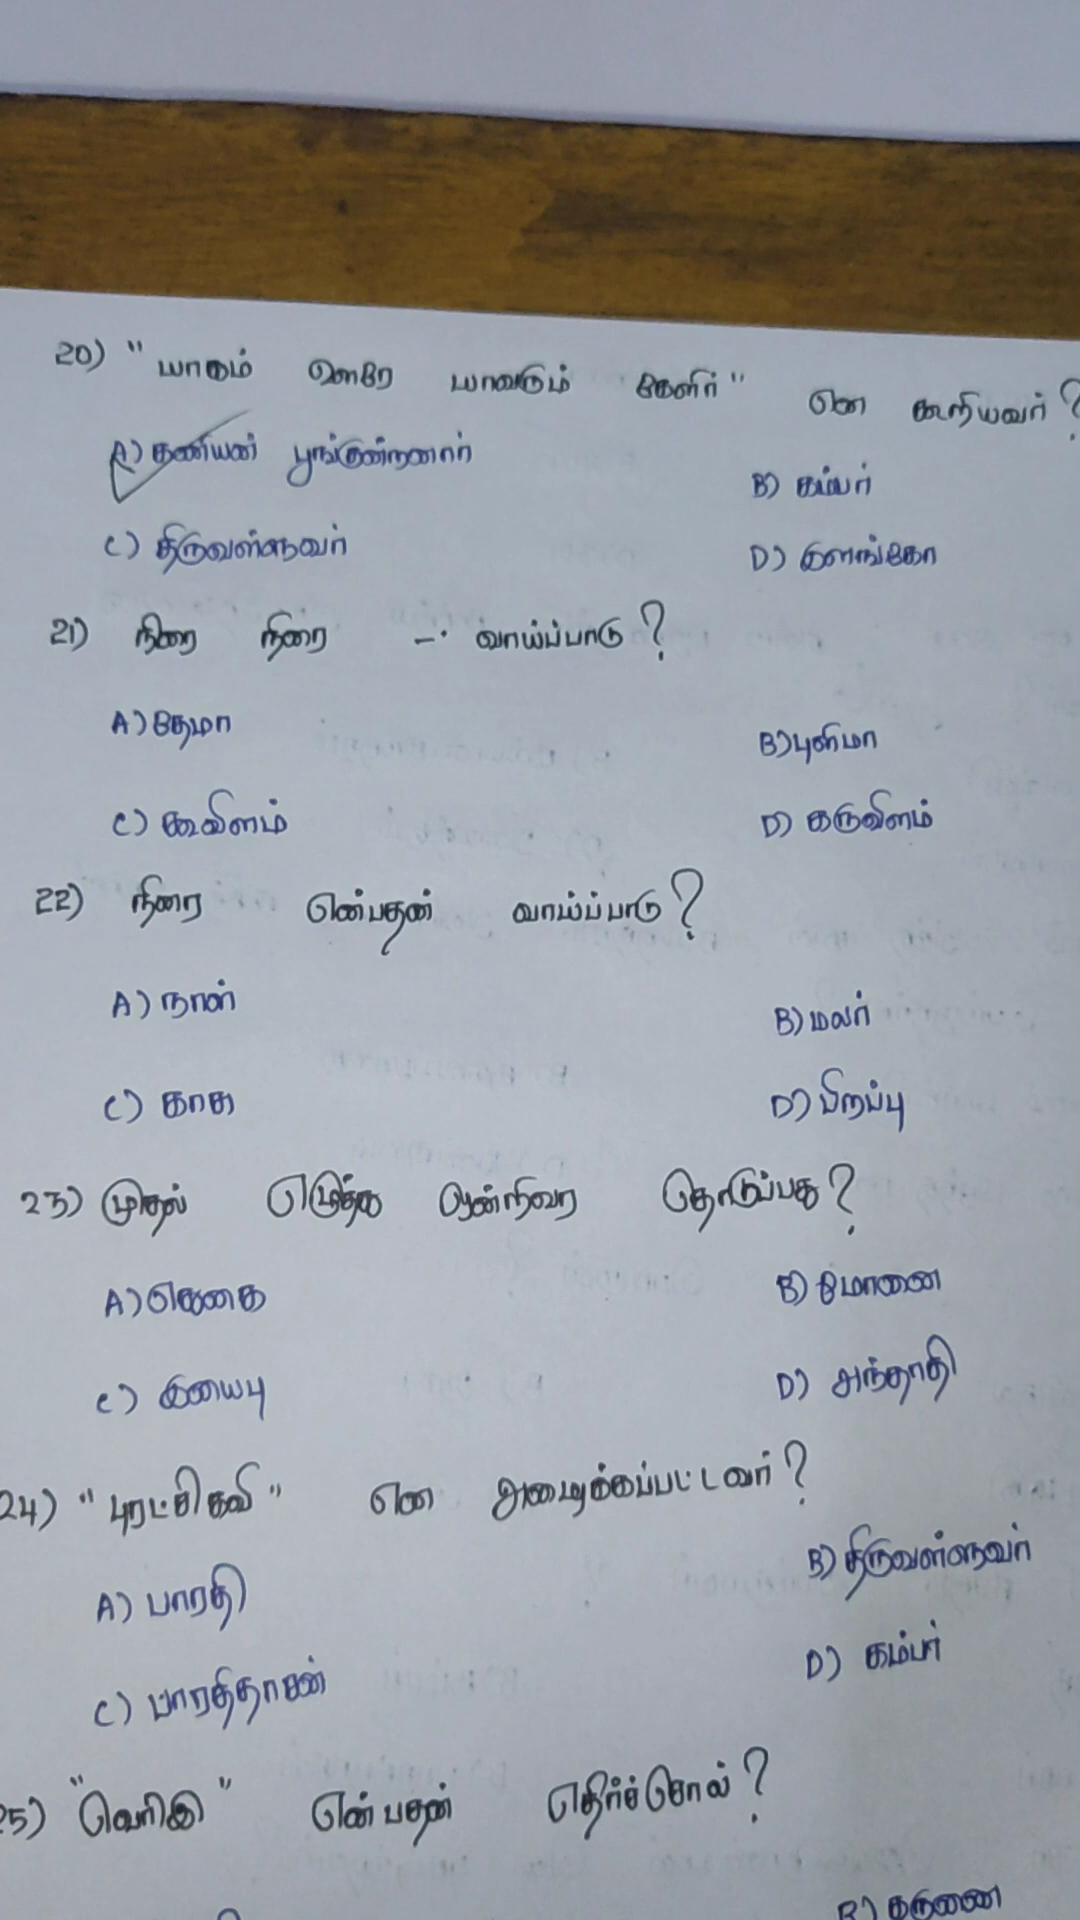 20) " யாதும் ஊரே யாவரும் கேளிர் " என கூறியவர் ?
A) கணியன் பூங்குன்றனார்
B) கம்பர்
C) திருவள்ளுவர்
D) இளங்கோ
21) நிரை நிரை - வாய்ப்பாடு ?
A) தேமா
B) புளிமா
C) கூவிளம்
D) கருவிளம்
22) நிரை என்பதன் வாய்ப்பாடு ?
A) நாள்
B) மலர்
C) காசு
D) பிறப்பு
23) முதல் எழுத்து ஒன்றிவர தொடுப்பது ?
A) எதுகை
B) மோனை
C) இயைபு
D) அந்தாதி
24) " புரட்சிகவி " என அழைக்கப்பட்டவர் ?
A) பாரதி
B) திருவள்ளுவர்
C) பாரதிதாசன்
D) கம்பர்
25) " என்பதன் எதிர்ச்சொல் ?
B) கருணை